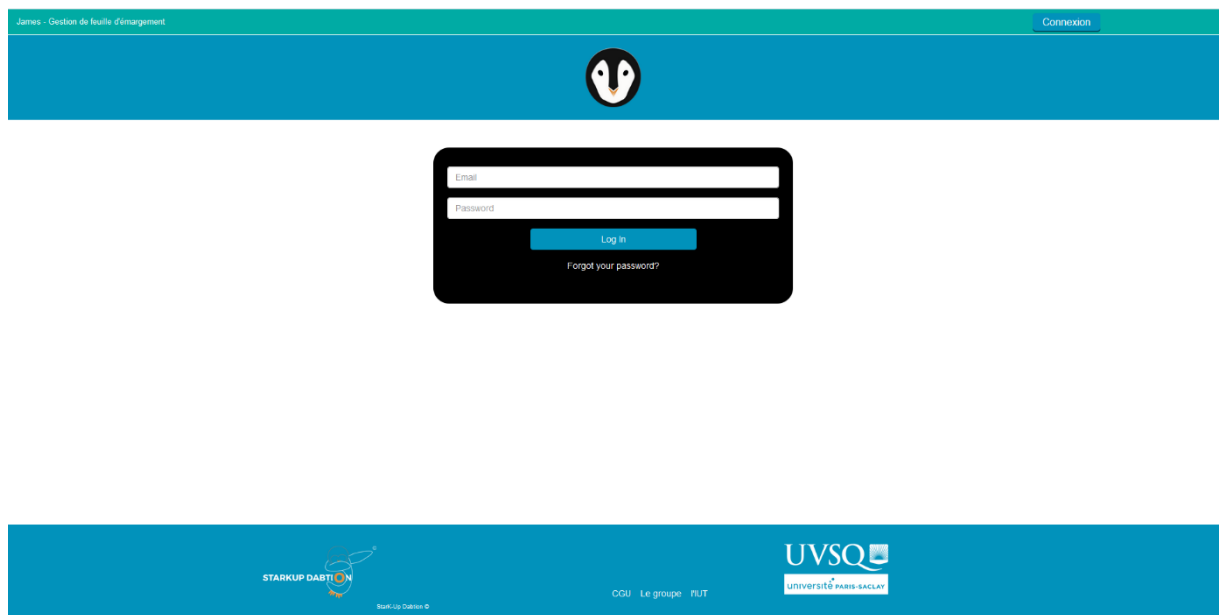 James - Gestion de feuille d'émargement
Connexion
Email
Password
Log In
Forgot your password?
©
STARKUP DABTION
StarK-Up Dabtion ©
CGU Le groupe l'IUT
UVSQ
université PARIS-SACLAY